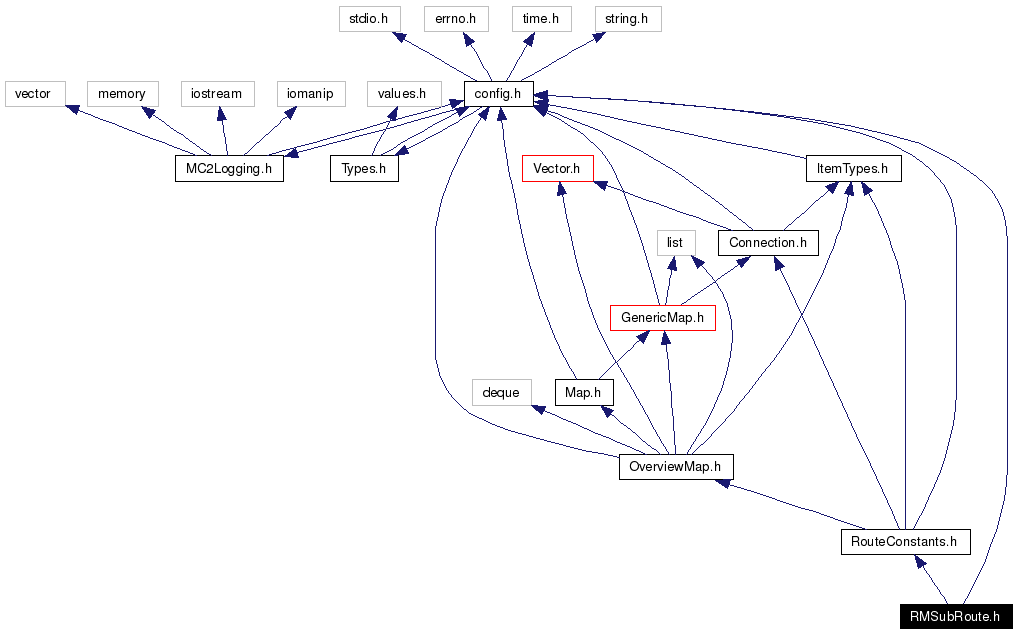 stdio.h
errno.h
time.h
string.h
vector
memory
iostream
iomanip
values.h
config.h
MC2Logging.h
Types.h
Vector.h
ItemTypes.h
list
Connection.h
GenericMap.h
deque
Map.h
OverviewMap.h
RouteConstants.h
RMSubRoute.h